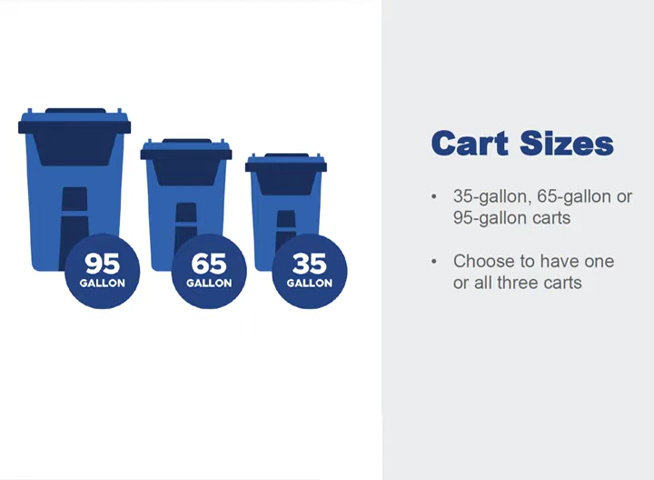 95
GALLON
65
GALLON
35
GALLON
Cart Sizes
• 35-gallon, 65-gallon or
95-gallon carts
• Choose to have one
or all three carts